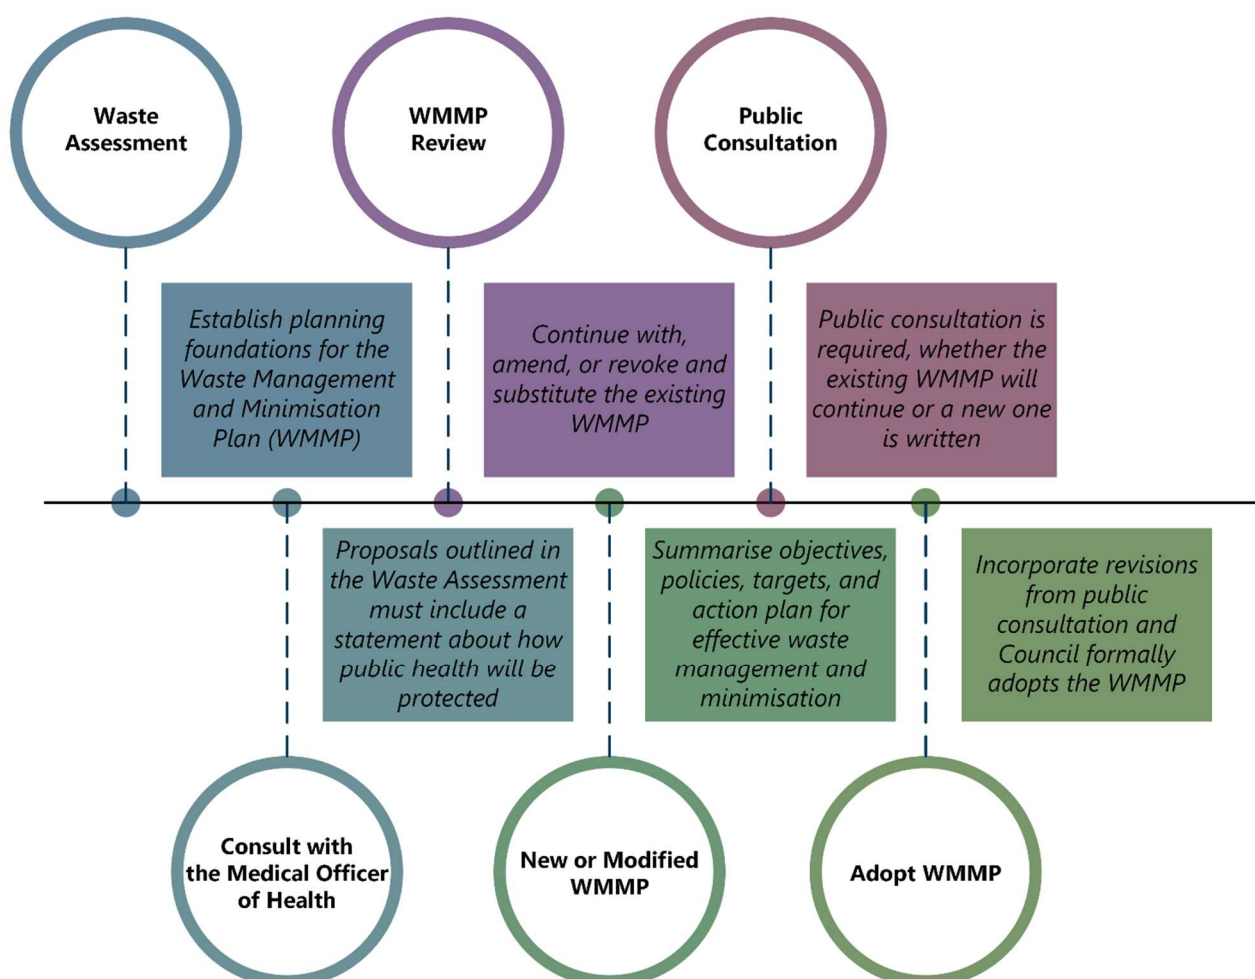 Waste
Assessment
WMMP
Review
Public
Consultation
Establish planning
foundations for the
Waste Management
and Minimisation
Plan (WMMP)
Continue with,
amend, or revoke and
substitute the existing
WMMP
Public consultation is
required, whether the
existing WMMP will
continue or a new one
is written
Proposals outlined in
the Waste Assessment
must include a
statement about how
public health will be
protected
Summarise objectives,
policies, targets, and
action plan for
effective waste
management and
minimisation
Incorporate revisions
from public
consultation and
Council formally
adopts the WMMP
Consult with
the Medical Officer
of Health
New or Modified
WMMP
Adopt WMMP